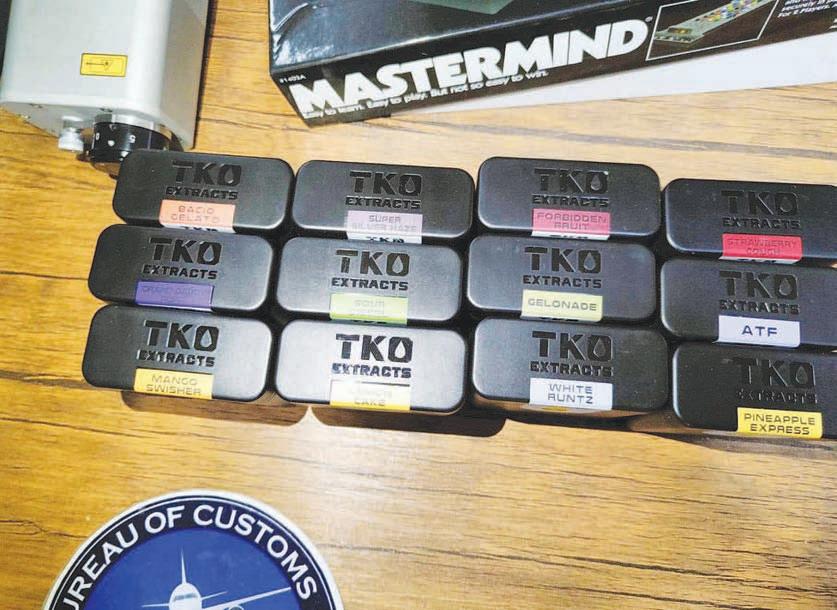 MASTERMIND
Easy to learn. Easy to play. But not so easy to win.
TKO
EXTRACTS
BACIO
GELATO
TKO
EXTRACTS
SUPER
SILVER HAZE
TKO
EXTRACTS
FORBIDDEN
FRUIT
TKO
EXTRACTS
STRAWBERRY
COUGH
TKO
EXTRACTS
TKO
EXTRACTS
SOUR
TKO
EXTRACTS
GELONADE
TKO
EXTRACTS
ATF
TKO
EXTRACTS
MANGO
SWISHER
TKO
EXTRACTS
CAKE
TKO
EXTRACTS
WHITE
RUNTZ
TKO
EXTRACTS
PINEAPPLE
EXPRESS
BUREAU OF CUSTOMS